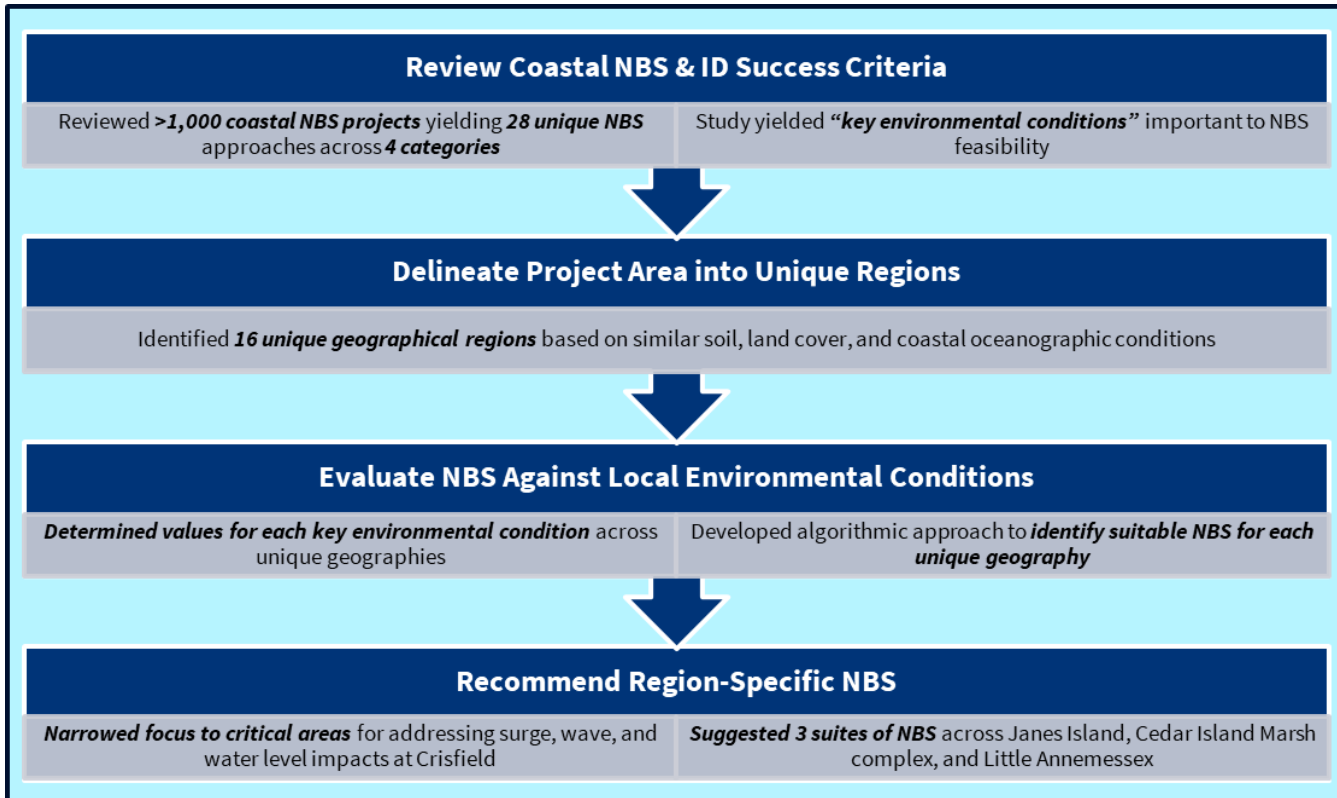 Review Coastal NBS & ID Success Criteria
Reviewed >1,000 coastal NBS projects yielding 28 unique NBS
approaches across 4 categories
Study yielded “key environmental conditions” important to NBS
feasibility
Delineate Project Area into Unique Regions
Identified 16 unique geographical regions based on similar soil, land cover, and coastal oceanographic conditions
Evaluate NBS Against Local Environmental Conditions
Determined values for each key environmental condition across
unique geographies
Developed algorithmic approach to identify suitable NBS for each
unique geography
Recommend Region-Specific NBS
Narrowed focus to critical areas for addressing surge, wave, and
water level impacts at Crisfield
Suggested 3 suites of NBS across Janes Island, Cedar Island Marsh
complex, and Little Annemessex